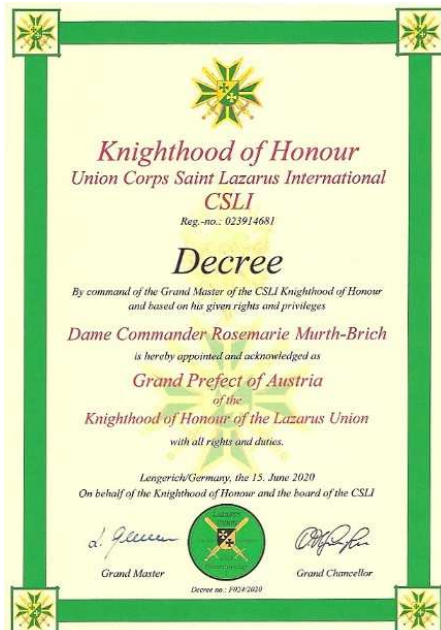 Knighthood of Honour
Union Corps Saint Lazarus International
CSLI
Reg.-no.: 023914681
Decree
By command of the Grand Master of the CSLI Knighthood of Honour
and based on his given rights and privileges
Dame Commander Rosemarie Murth-Brich
is hereby appointed and acknowledged as
Grand Prefect of Austria
of the
Knighthood of Honour of the Lazarus Union
with all rights and duties.
Lengerich/Germany, the 15. June 2020
On behalf of the Knighthood of Honour and the board of the CSLI
Lazarus
Union
Grand Master
Grand Chancellor
Decree no.: F024/2020